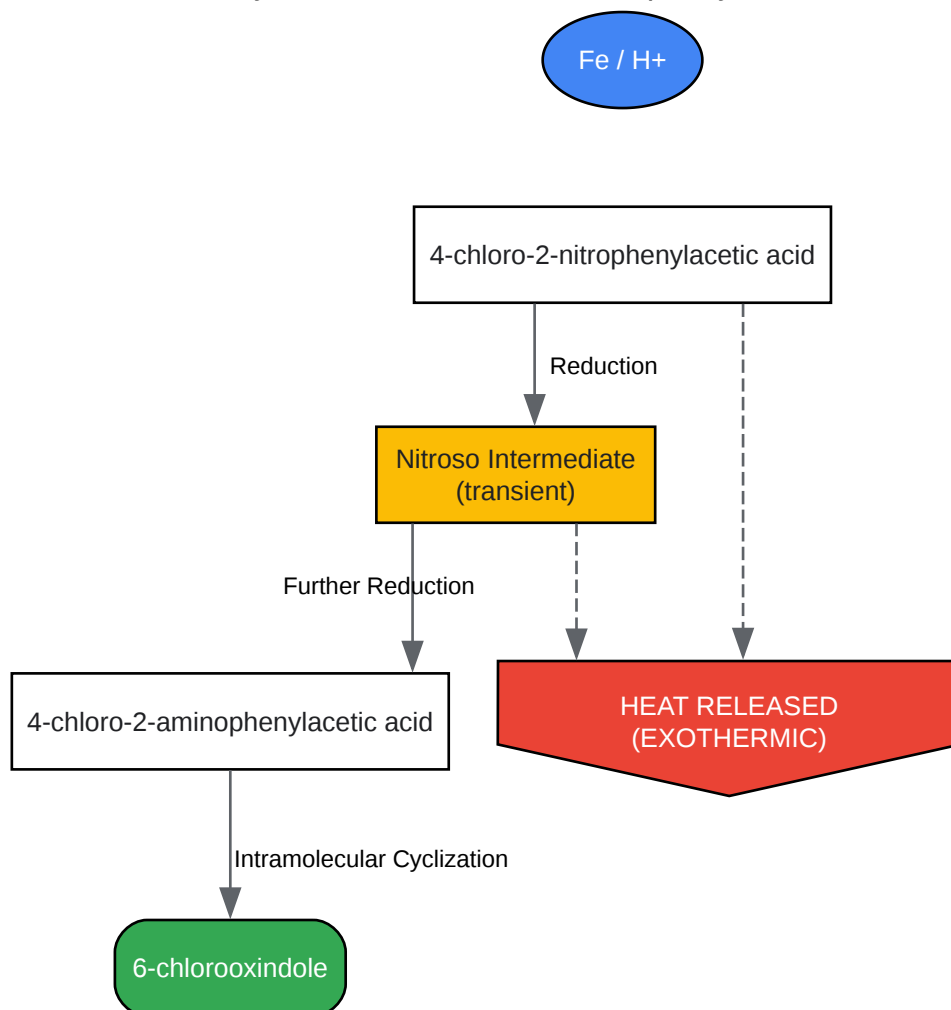 Fe / H+
4-chloro-2-nitrophenylacetic acid
Reduction
Nitroso Intermediate
(transient)
Further Reduction
4-chloro-2-aminophenylacetic acid
HEAT RELEASED
(EXOTHERMIC)
Intramolecular Cyclization
6-chlorooxindole